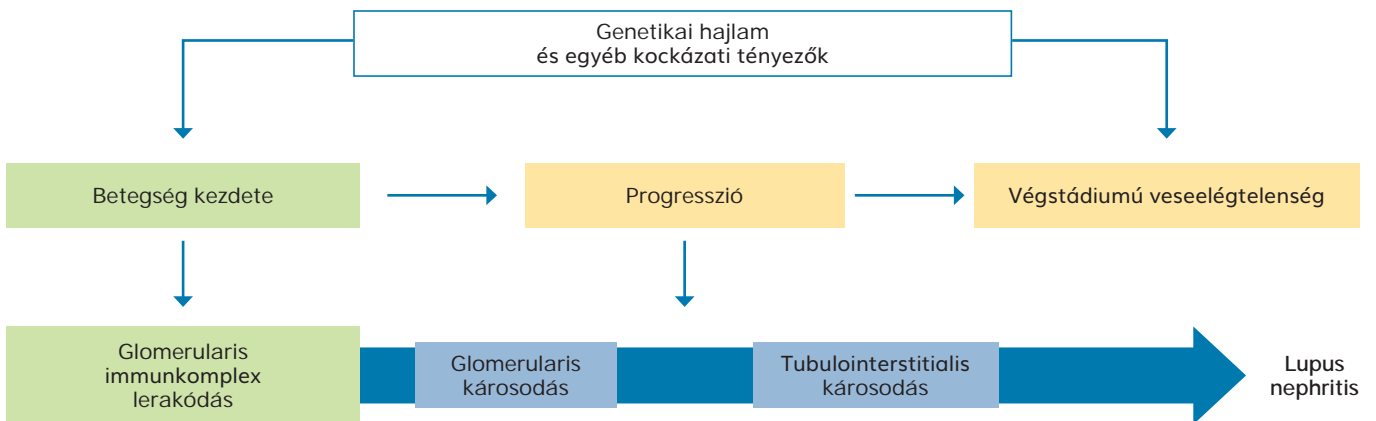 Genetikai hajlam
és egyéb kockázati tényezők
Betegség kezdete
Progresszió
Végstádiumú veseelégtelenség
Glomerularis
immunkomplex
lerakódás
Glomerularis
károsodás
Tubulointerstitialis
károsodás
Lupus
nephritis